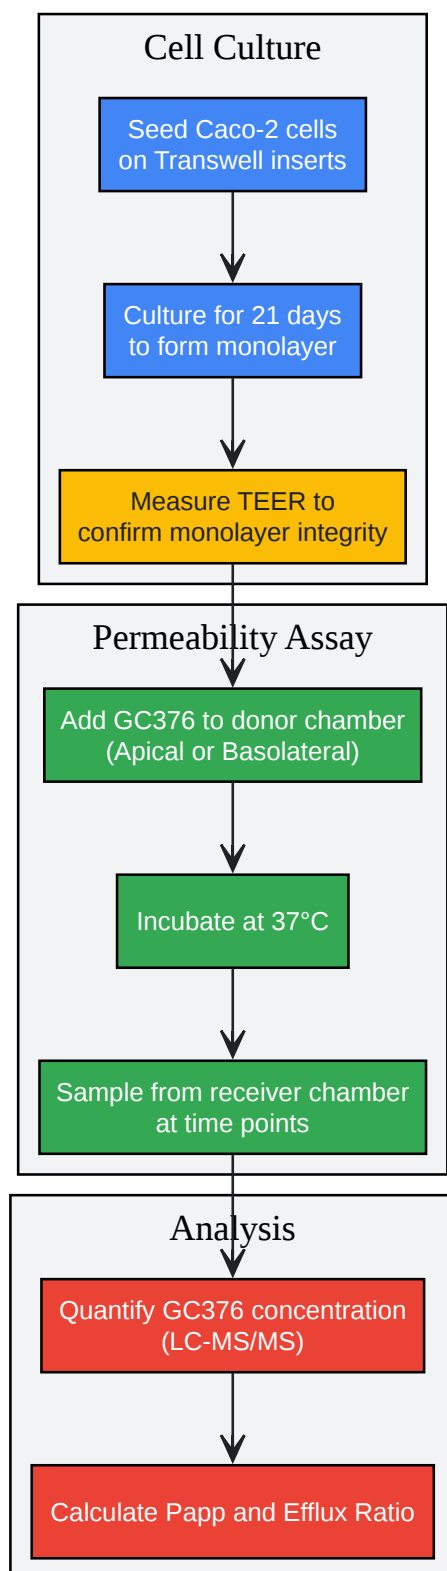 Cell Culture
Seed Caco-2 cells
on Transwell inserts
Culture for 21 days
to form monolayer
Measure TEER to
confirm monolayer integrity
Permeability Assay
Add GC376 to donor chamber
(Apical or Basolateral)
Incubate at 37°C
Sample from receiver chamber
at time points
Analysis
Quantify GC376 concentration
(LC-MS/MS)
Calculate Papp and Efflux Ratio